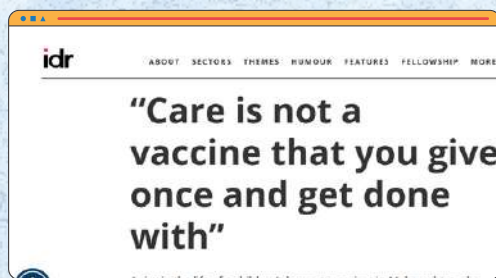 idr
ABOUT SECTORS THEMES HUMOUR FEATURES FELLOWSHIP MORE
“Care is not a
vaccine that you give
once and get done
with”